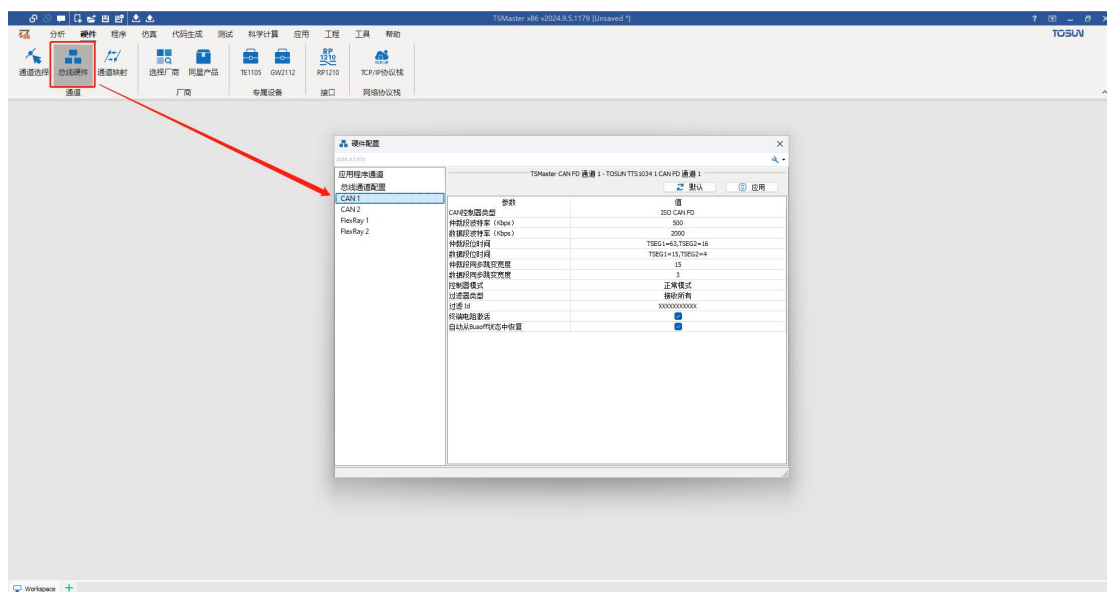 TSMaster x86 v2024.9.5.1179 [Unsaved *]
分析 硬件 程序 仿真 代码生成 测试 科学计算 应用 工程 工具 帮助
TOSUN
RP
1210
TCP/IP
通道选择 总线硬件 通道映射 选择厂商 同星产品 TE1105 GW2112 RP1210 TCP/IP协议栈
通道 厂商 专属设备 接口 网络协议栈
硬件配置
应用程序通道
总线通道配置
CAN 1
CAN 2
FlexRay 1
FlexRay 2
TSMaster CAN FD 通道 1 - TOSUN TTS1034 1 CAN FD 通道 1
默认 应用
参数 值
CAN控制器类型 ISO CAN FD
仲裁段波特率（Kbps） 500
数据段波特率（Kbps） 2000
仲裁段位时间 TSEG1=63,TSEG2=16
数据段位时间 TSEG1=15,TSEG2=4
仲裁段同步跳变宽度 15
数据段同步跳变宽度 3
控制器模式 正常模式
过滤器类型 接收所有
过滤 Id XXXXXXXXXXX
终端电阻激活
自动从Busoff状态中恢复
Workspace